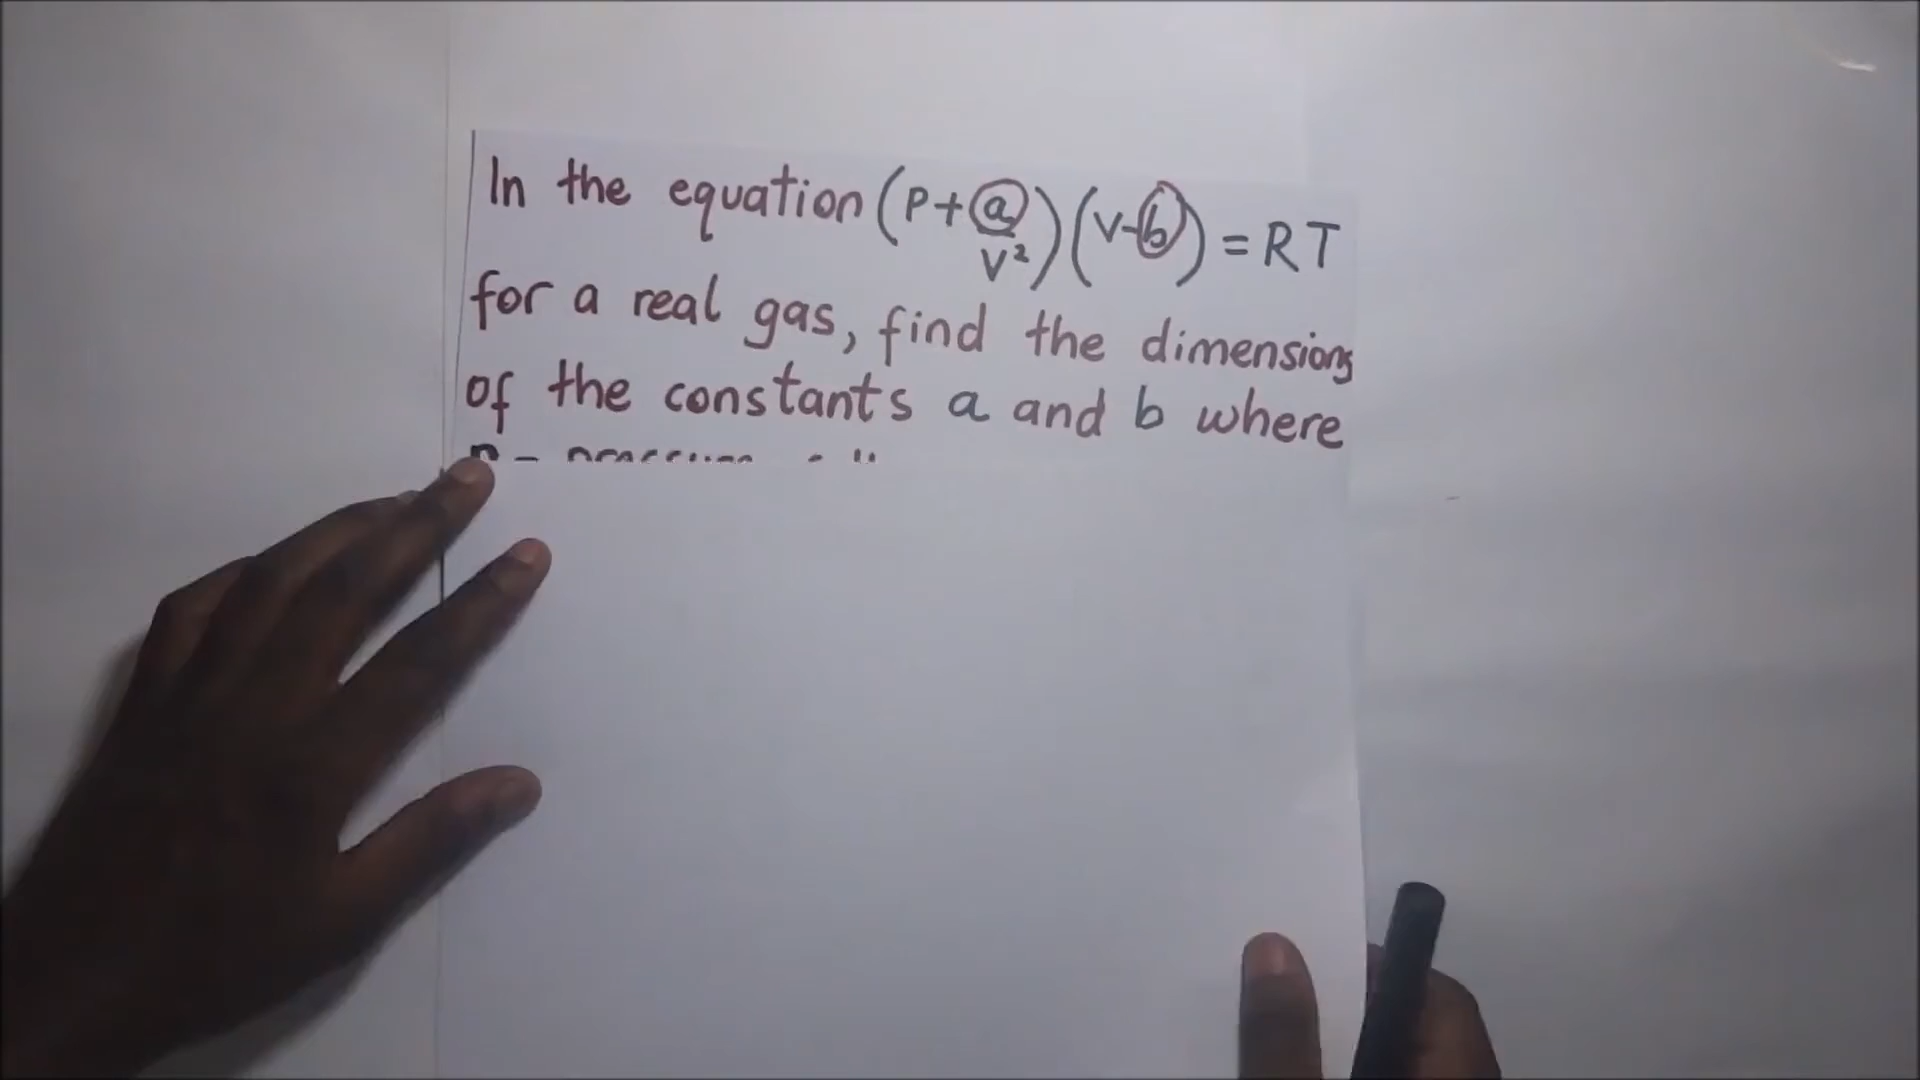 In the equation (P + a/V²)(V-b) = RT
for a real gas, find the dimensions
of the constants a and b where